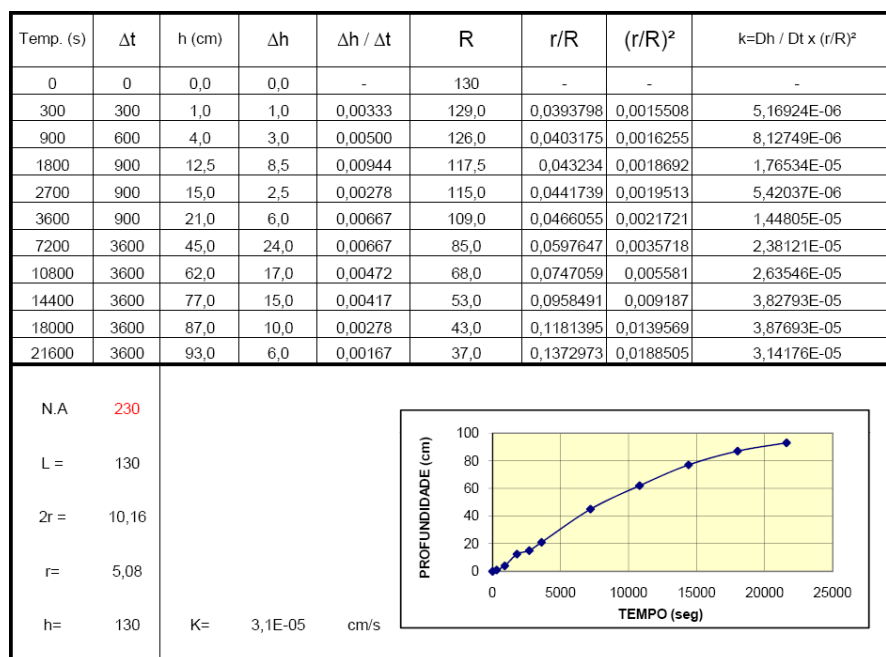 Temp. (s) Δt h (cm) Δh Δh / Δt R r/R (r/R)² k=Dh / Dt x (r/R)²
0 0 0,0 0,0 - 130 - - -
300 300 1,0 1,0 0,00333 129,0 0,0393798 0,0015508 5,16924E-06
900 600 4,0 3,0 0,00500 126,0 0,0403175 0,0016255 8,12749E-06
1800 900 12,5 8,5 0,00944 117,5 0,043234 0,0018692 1,76534E-05
2700 900 15,0 2,5 0,00278 115,0 0,0441739 0,0019513 5,42037E-06
3600 900 21,0 6,0 0,00667 109,0 0,0466055 0,0021721 1,44805E-05
7200 3600 45,0 24,0 0,00667 85,0 0,0597647 0,0035718 2,38121E-05
10800 3600 62,0 17,0 0,00472 68,0 0,0747059 0,005581 2,63546E-05
14400 3600 77,0 15,0 0,00417 53,0 0,0958491 0,009187 3,82793E-05
18000 3600 87,0 10,0 0,00278 43,0 0,1181395 0,0139569 3,87693E-05
21600 3600 93,0 6,0 0,00167 37,0 0,1372973 0,0188505 3,14176E-05
N.A 230
L = 130
2r = 10,16
r= 5,08
h= 130 K= 3,1E-05 cm/s
PROFUNDIDADE (cm)
100
80
60
40
20
0
0 5000 10000 15000 20000 25000
TEMPO (seg)